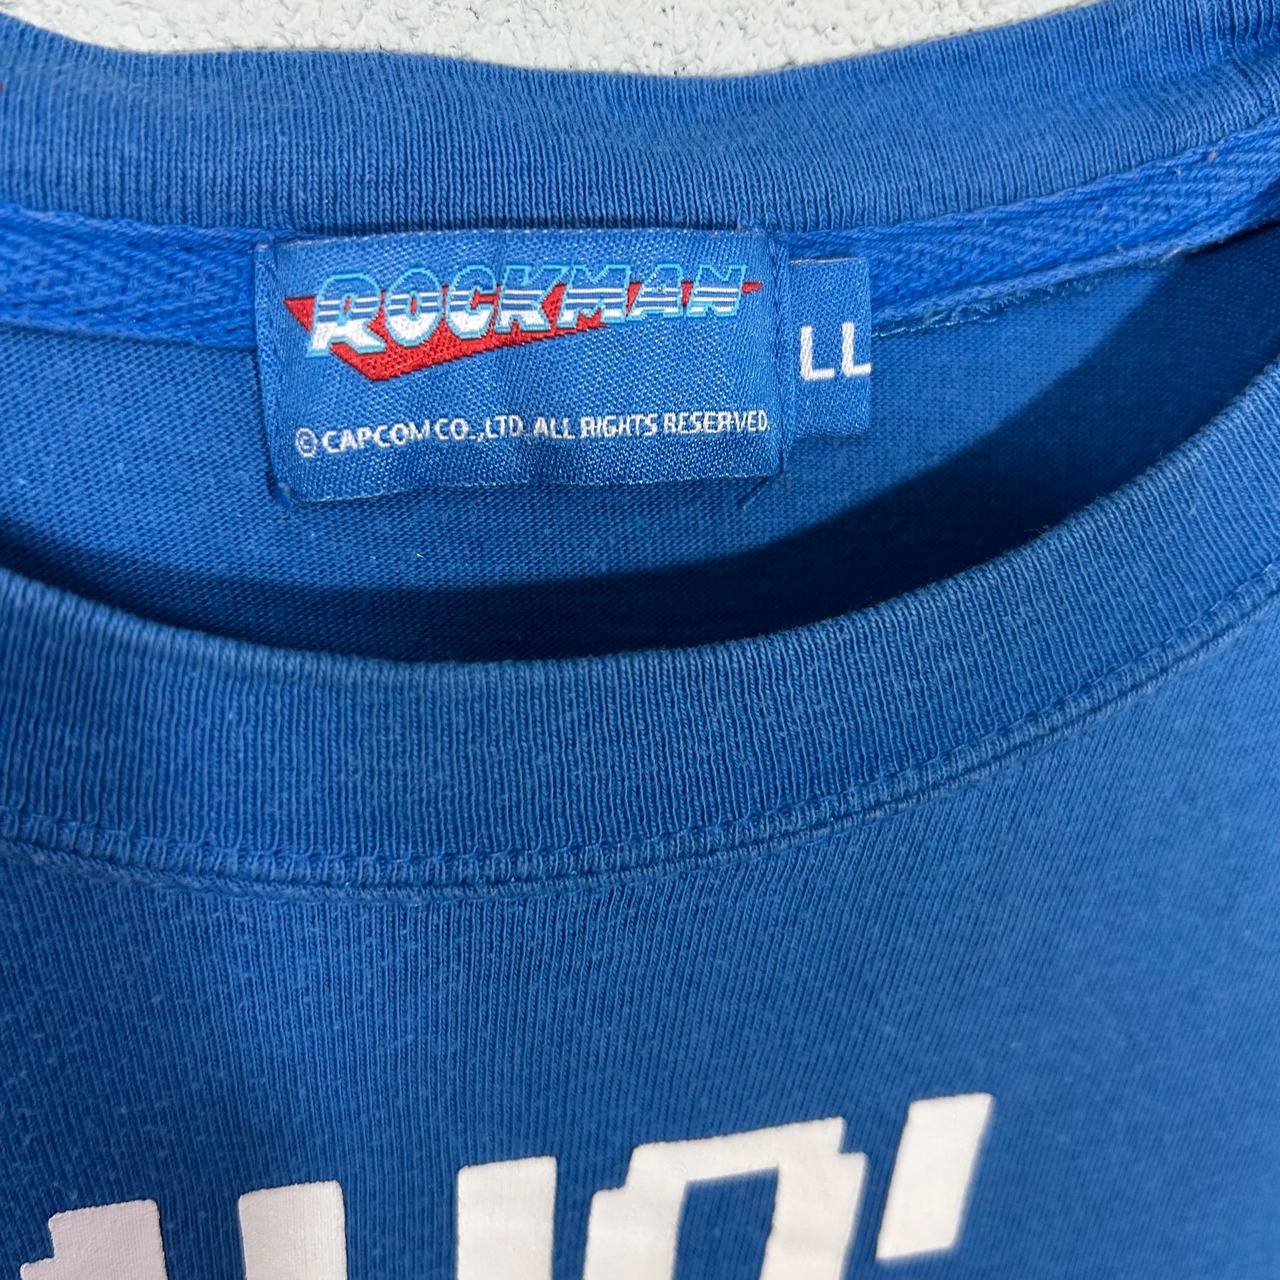 ROCKMAN
LL
© CAPCOM CO.,LTD. ALL RIGHTS RESERVED.